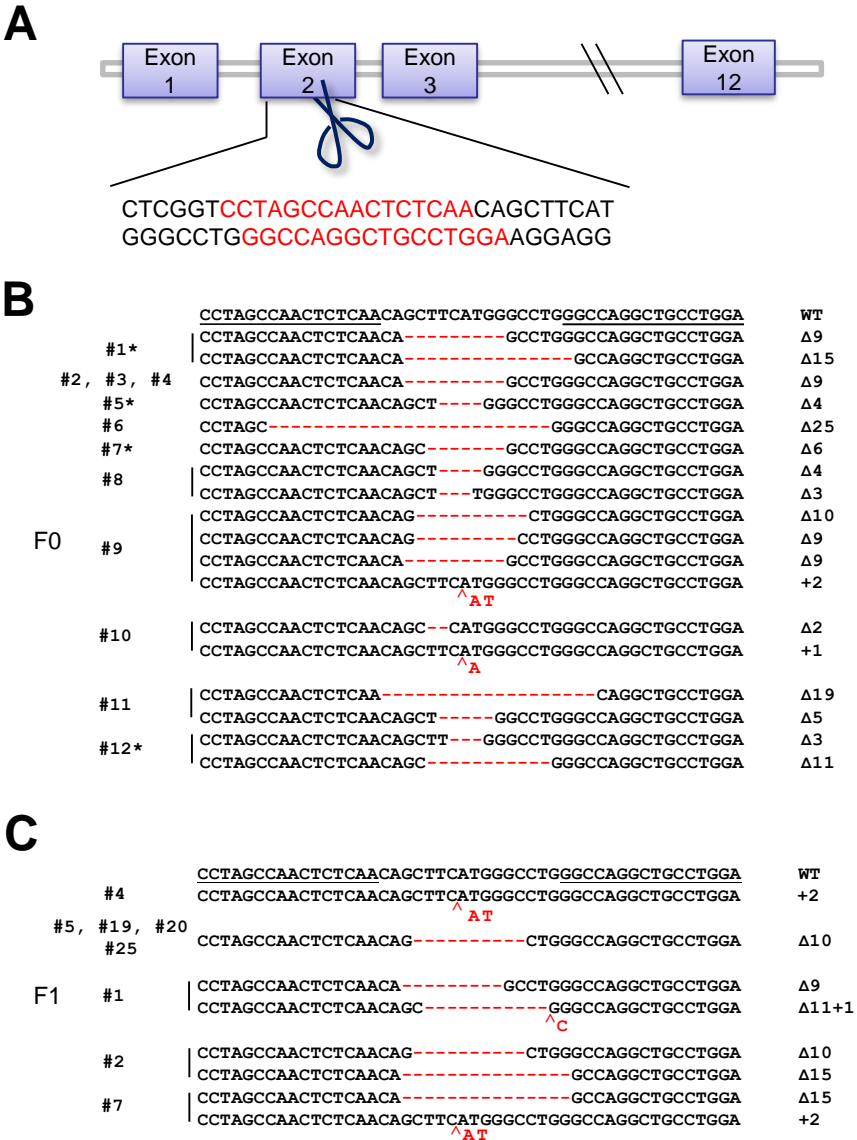 A
Exon 1
Exon 2
Exon 3
Exon 12
CTCGGTCCTAGCCAACTCTCAACAGCTTCAT
GGGCCTGGGCCAGGCTGCCTGGAAGGAGG
B
CCTAGCCAACTCTCAACAGCTTCATGGGCCTGGGCCAGGCTGCCTGGA WT
#1*
CCTAGCCAACTCTCAACA---------GCCTGGGCCAGGCTGCCTGGA Δ9
CCTAGCCAACTCTCAACA---------------GCCAGGCTGCCTGGA Δ15
#2, #3, #4 CCTAGCCAACTCTCAACA---------GCCTGGGCCAGGCTGCCTGGA Δ9
#5* CCTAGCCAACTCTCAACAGCT----GGGCCTGGGCCAGGCTGCCTGGA Δ4
#6 CCTAGC-------------------------GGGCCAGGCTGCCTGGA Δ25
#7* CCTAGCCAACTCTCAACAGC-------GCCTGGGCCAGGCTGCCTGGA Δ6
#8
CCTAGCCAACTCTCAACAGCT----GGGCCTGGGCCAGGCTGCCTGGA Δ4
CCTAGCCAACTCTCAACAGCT---TGGGCCTGGGCCAGGCTGCCTGGA Δ3
F0
#9
CCTAGCCAACTCTCAACAG----------CTGGGCCAGGCTGCCTGGA Δ10
CCTAGCCAACTCTCAACAG---------CCTGGGCCAGGCTGCCTGGA Δ9
CCTAGCCAACTCTCAACA---------GCCTGGGCCAGGCTGCCTGGA Δ9
CCTAGCCAACTCTCAACAGCTTCATGGGCCTGGGCCAGGCTGCCTGGA +2
^AT
#10
CCTAGCCAACTCTCAACAGC--CATGGGCCTGGGCCAGGCTGCCTGGA Δ2
CCTAGCCAACTCTCAACAGCTTCATGGGCCTGGGCCAGGCTGCCTGGA +1
^A
#11
CCTAGCCAACTCTCAA-------------------CAGGCTGCCTGGA Δ19
CCTAGCCAACTCTCAACAGCT-----GGCCTGGGCCAGGCTGCCTGGA Δ5
#12*
CCTAGCCAACTCTCAACAGCTT---GGGCCTGGGCCAGGCTGCCTGGA Δ3
CCTAGCCAACTCTCAACAGC-----------GGGCCAGGCTGCCTGGA Δ11
C
CCTAGCCAACTCTCAACAGCTTCATGGGCCTGGGCCAGGCTGCCTGGA WT
#4 CCTAGCCAACTCTCAACAGCTTCATGGGCCTGGGCCAGGCTGCCTGGA +2
^AT
#5, #19, #20
#25
CCTAGCCAACTCTCAACAG----------CTGGGCCAGGCTGCCTGGA Δ10
F1
#1
CCTAGCCAACTCTCAACA---------GCCTGGGCCAGGCTGCCTGGA Δ9
CCTAGCCAACTCTCAACAGC-----------GGGCCAGGCTGCCTGGA Δ11+1
^C
#2
CCTAGCCAACTCTCAACAG----------CTGGGCCAGGCTGCCTGGA Δ10
CCTAGCCAACTCTCAACA---------------GCCAGGCTGCCTGGA Δ15
#7
CCTAGCCAACTCTCAACA---------------GCCAGGCTGCCTGGA Δ15
CCTAGCCAACTCTCAACAGCTTCATGGGCCTGGGCCAGGCTGCCTGGA +2
^AT